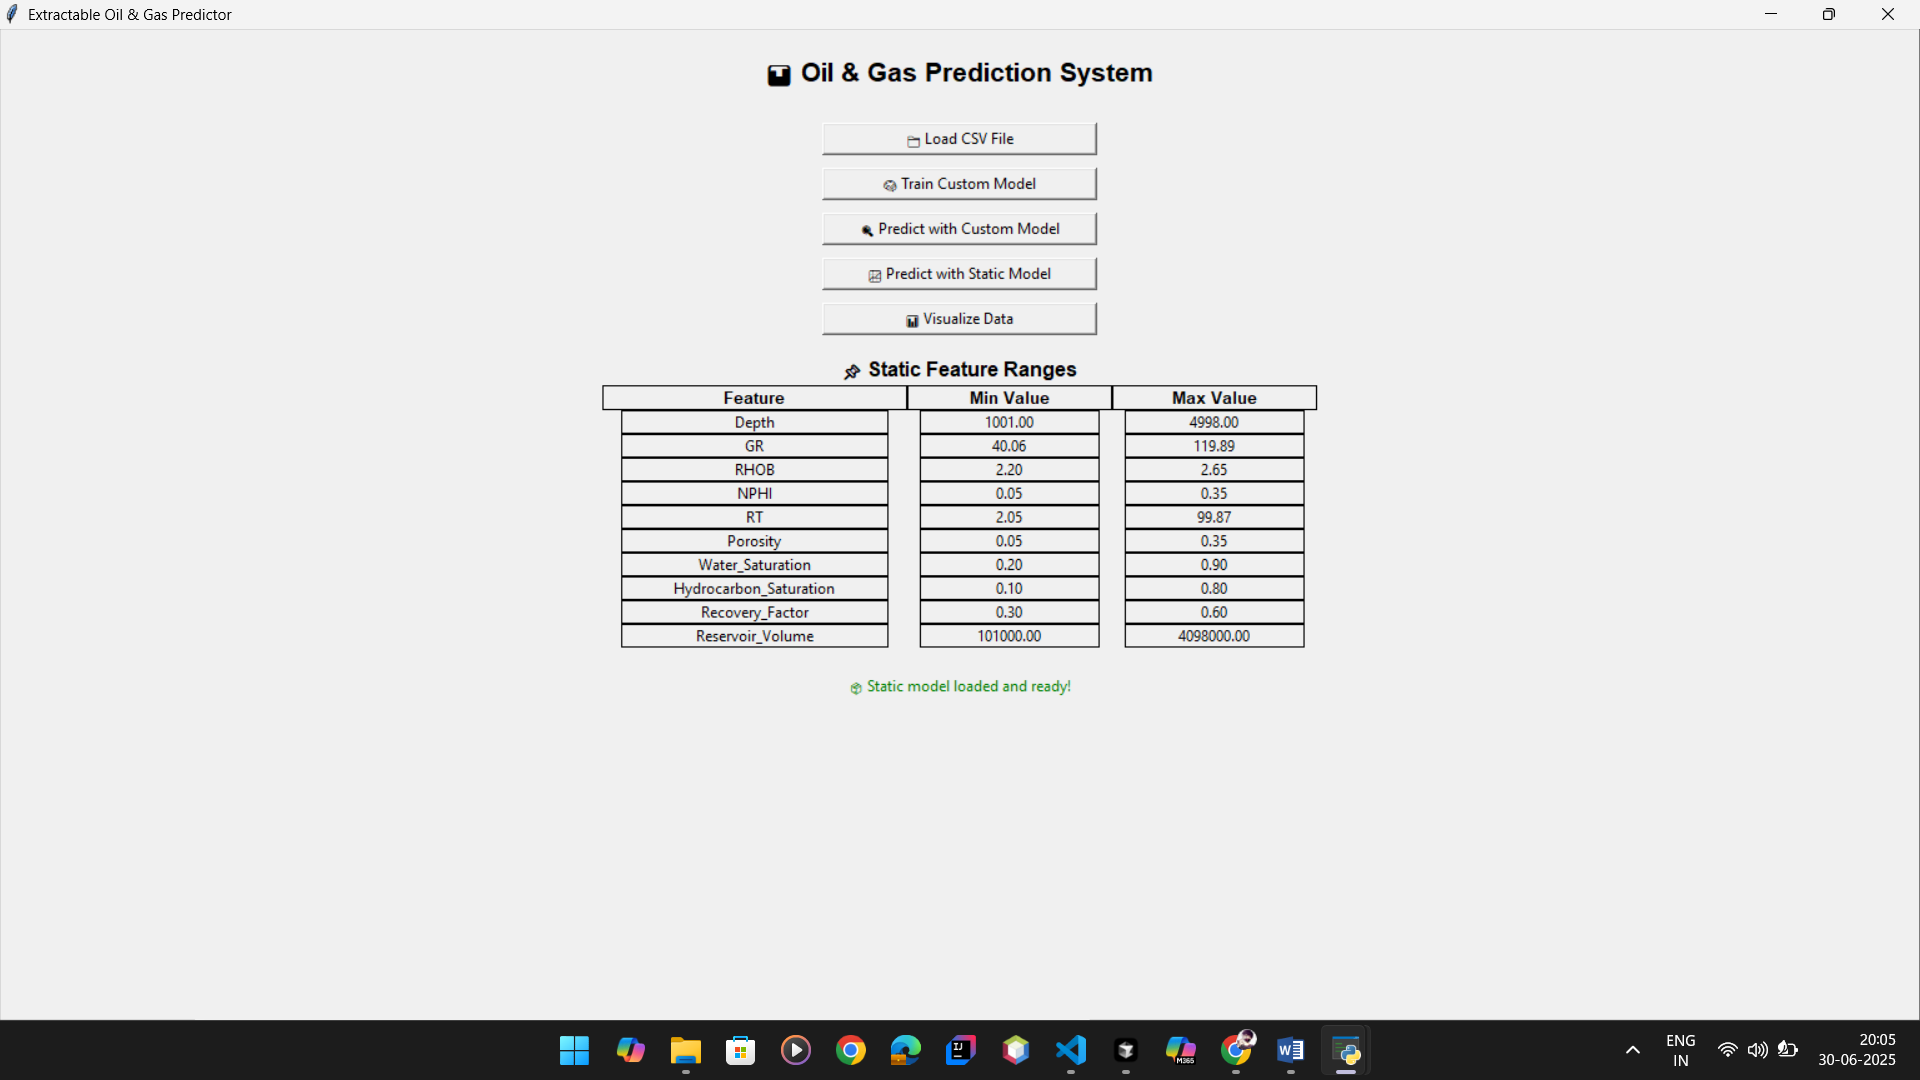 Extractable Oil & Gas Predictor
Oil & Gas Prediction System
Load CSV File
Train Custom Model
Predict with Custom Model
Predict with Static Model
Visualize Data
Static Feature Ranges
Feature Min Value Max Value
Depth 1001.00 4998.00
GR 40.06 119.89
RHOB 2.20 2.65
NPHI 0.05 0.35
RT 2.05 99.87
Porosity 0.05 0.35
Water_Saturation 0.20 0.90
Hydrocarbon_Saturation 0.10 0.80
Recovery_Factor 0.30 0.60
Reservoir_Volume 101000.00 4098000.00
Static model loaded and ready!
IJ
M365
W
ENG
IN
20:05
30-06-2025